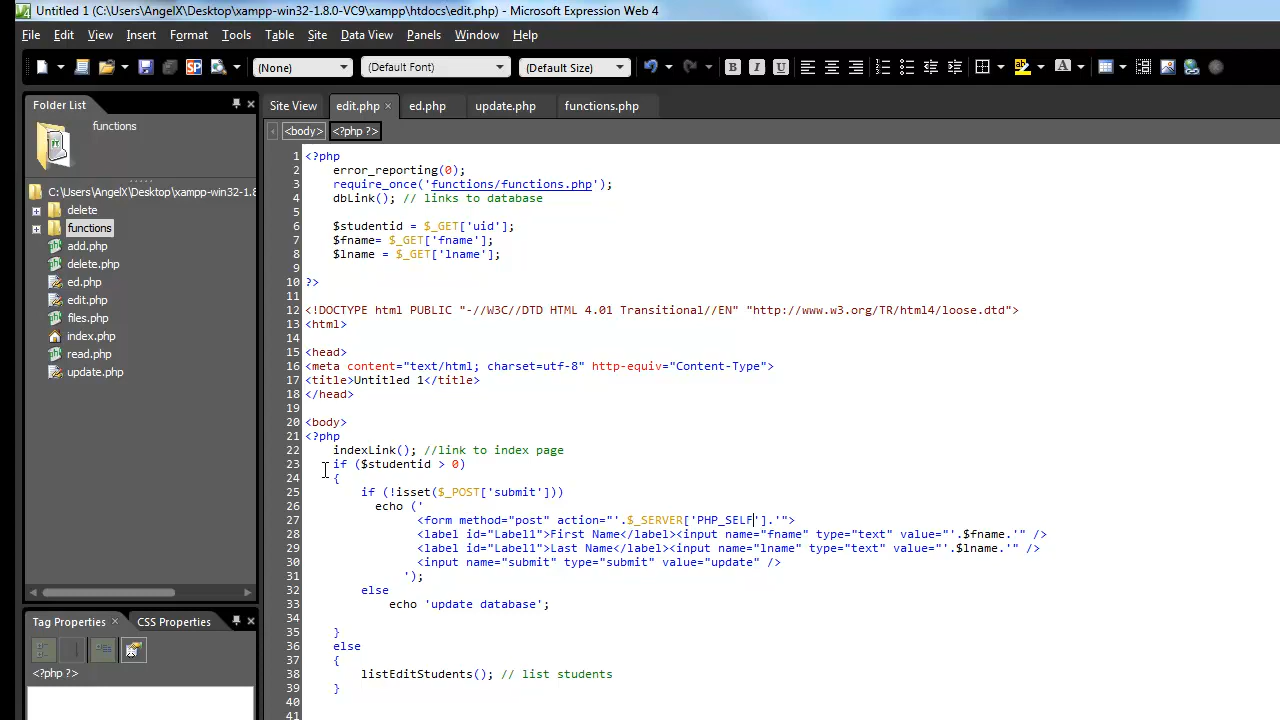 Untitled 1 (C:\Users\AngelX\Desktop\xampp-win32-1.8.0-VC9\xampp\htdocs\edit.php) - Microsoft Expression Web 4
File Edit View Insert Format Tools Table Site Data View Panels Window Help
(None) (Default Font) (Default Size) B I U
Folder List
functions
C:\Users\AngelX\Desktop\xampp-win32-1.8
delete
functions
add.php
delete.php
ed.php
edit.php
files.php
index.php
read.php
update.php
Tag Properties CSS Properties
<?php ?>
Site View edit.php ed.php update.php functions.php
<body> <?php ?>
1 <?php
2 error_reporting(0);
3 require_once('functions/functions.php');
4 dbLink(); // links to database
5
6 $studentid = $_GET['uid'];
7 $fname= $_GET['fname'];
8 $lname = $_GET['lname'];
9
10 ?>
11
12 <!DOCTYPE html PUBLIC "-//W3C//DTD HTML 4.01 Transitional//EN" "http://www.w3.org/TR/html4/loose.dtd">
13 <html>
14
15 <head>
16 <meta content="text/html; charset=utf-8" http-equiv="Content-Type">
17 <title>Untitled 1</title>
18 </head>
19
20 <body>
21 <?php
22 indexLink(); //link to index page
23 if ($studentid > 0)
24 {
25 if (!isset($_POST['submit']))
26 echo ('
27 <form method="post" action="'.$_SERVER['PHP_SELF'].'">
28 <label id="Label1">First Name</label><input name="fname" type="text" value="'.$fname.'" />
29 <label id="Label1">Last Name</label><input name="lname" type="text" value="'.$lname.'" />
30 <input name="submit" type="submit" value="update" />
31 ');
32 else
33 echo 'update database';
34
35 }
36 else
37 {
38 listEditStudents(); // list students
39 }
40
41